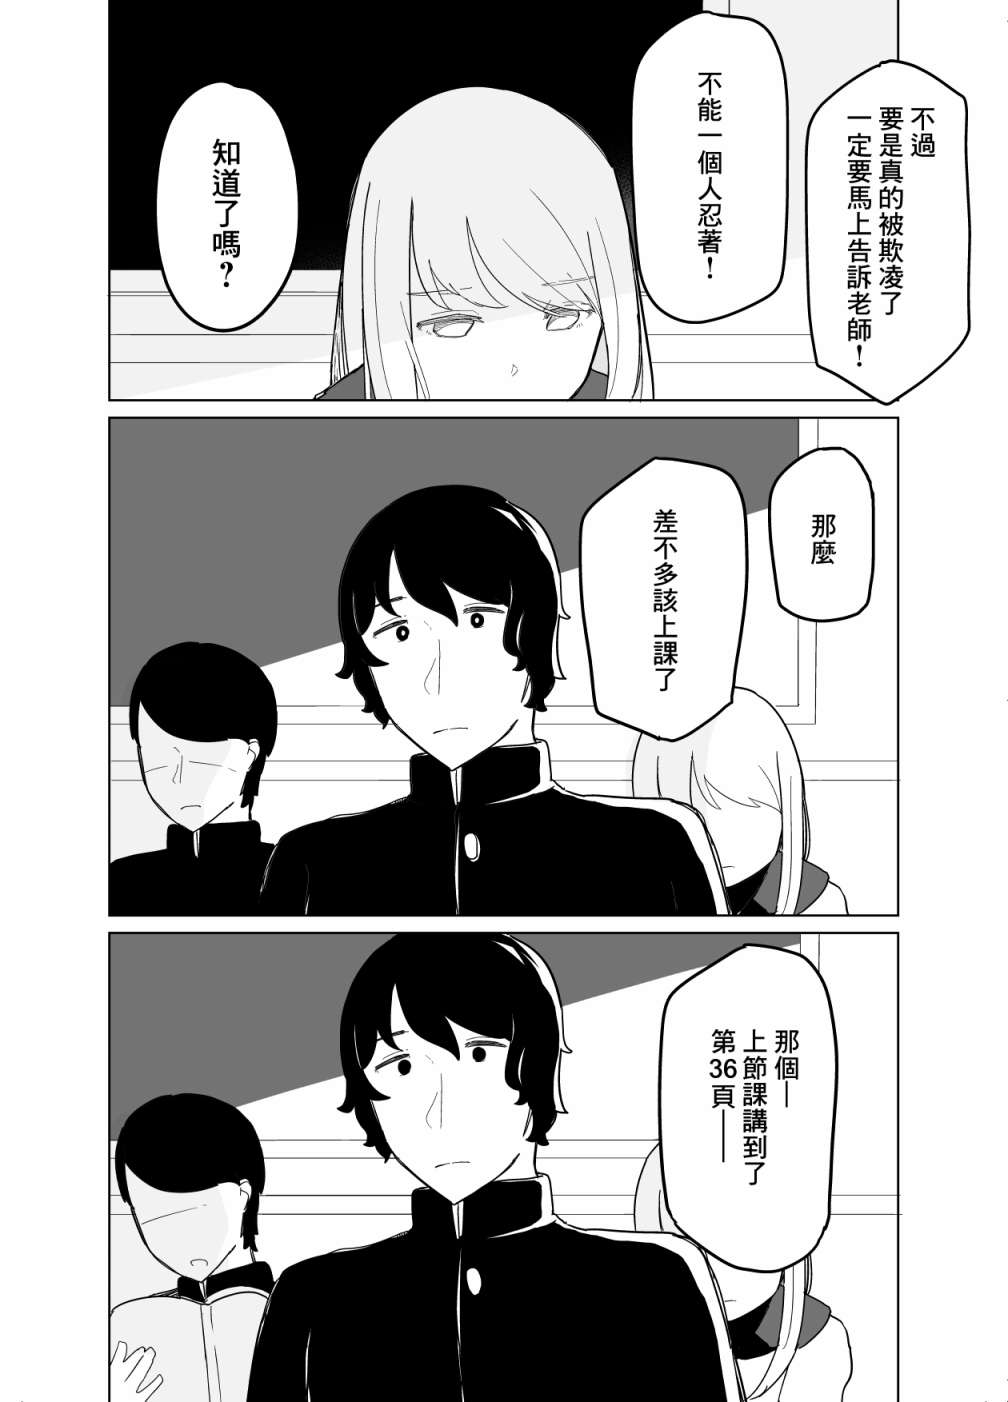 不過
要是真的被欺凌了
一定要馬上告訴老師！
不能一個人忍著！
知道了嗎？
那麼
差不多該上課了
那個—
上節課講到了
第36頁——